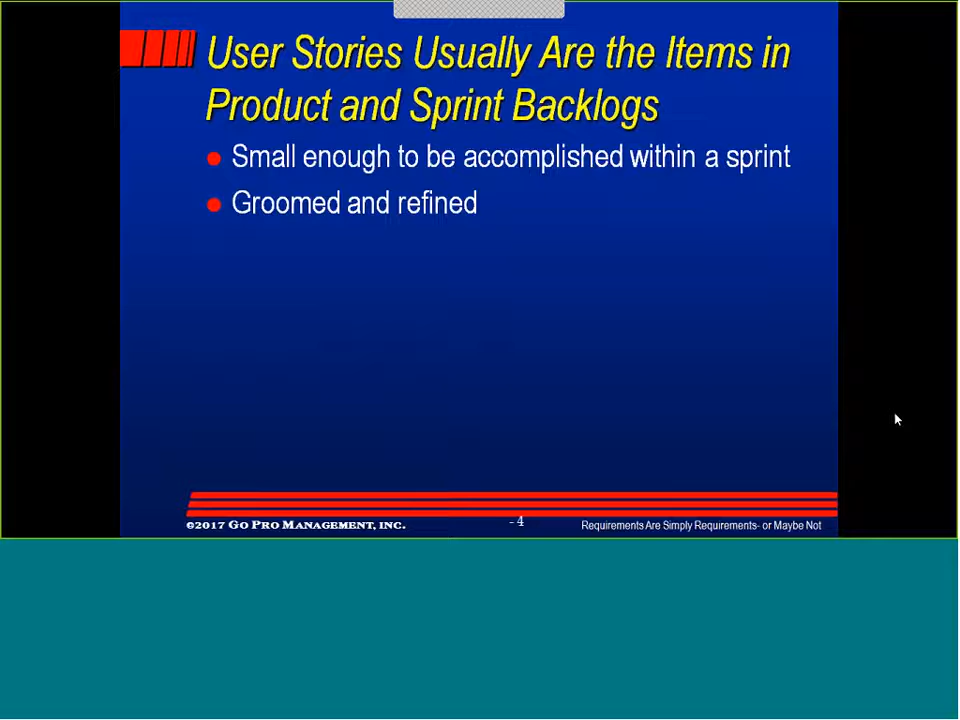 User Stories Usually Are the Items in
Product and Sprint Backlogs
● Small enough to be accomplished within a sprint
● Groomed and refined
©2017 GO PRO MANAGEMENT, INC.
- 4
Requirements Are Simply Requirements- or Maybe Not